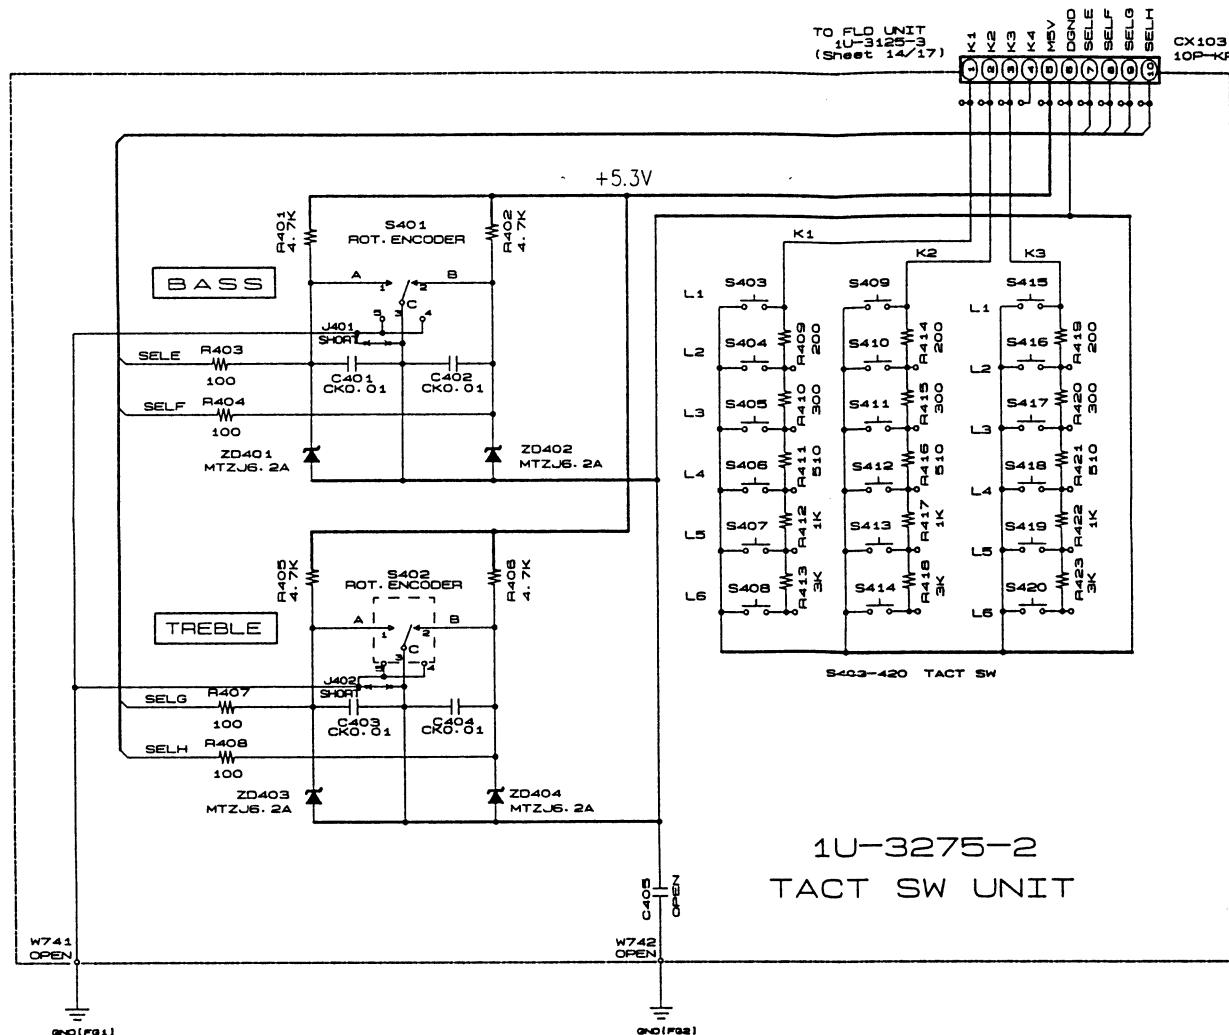 TO FLD UNIT
1U-3125-3
(Sheet 14/17)
K1
K2
K3
K4
M5V
DGND
SELE
SELF
SELG
SELH
1 2 3 4 5 6 7 8 9 10
CX103
+5.3V
R401
4.7K
S401
ROT. ENCODER
R402
4.7K
BASS
A
1
2
B
C
3
5
4
J401
SHORT
SELE
R403
100
C401
CK0.01
C402
CK0.01
SELF
R404
100
ZD401
MTZJ6.2A
ZD402
MTZJ6.2A
R405
4.7K
S402
ROT. ENCODER
R406
4.7K
TREBLE
A
1
2
B
C
3
5
4
J402
SHORT
SELG
R407
100
C403
CK0.01
C404
CK0.01
SELH
R408
100
ZD403
MTZJ6.2A
ZD404
MTZJ6.2A
C405
OPEN
W741
OPEN
W742
OPEN
GND(FG1)
GND(FG2)
K1
K2
K3
L1
S403
S409
L1
S415
R409
200
R414
200
R419
200
L2
S404
S410
L2
S416
R410
300
R415
300
R420
300
L3
S405
S411
L3
S417
R411
510
R416
510
R421
510
L4
S406
S412
L4
S418
R412
1K
R417
1K
R422
1K
L5
S407
S413
L5
S419
R413
3K
R418
3K
R423
3K
L6
S408
S414
L6
S420
S403-420 TACT SW
1U-3275-2
TACT SW UNIT